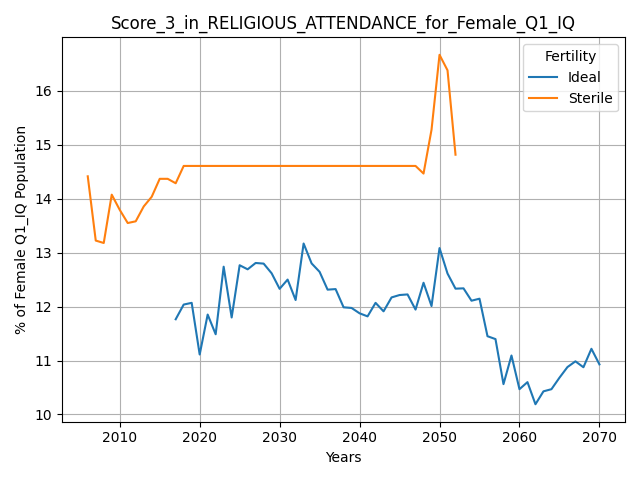 Score_3_in_RELIGIOUS_ATTENDANCE_for_Female_Q1_IQ
Fertility
Ideal
Sterile
% of Female Q1_IQ Population
16
15
14
13
12
11
10
2010 2020 2030 2040 2050 2060 2070
Years